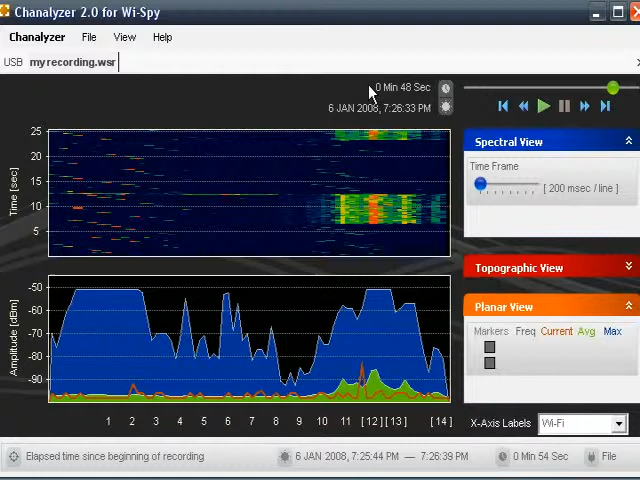 Chanalyzer 2.0 for Wi-Spy
Chanalyzer File View Help
USB myrecording.wsr
0 Min 48 Sec
6 JAN 2008, 7:26:33 PM
25
20
15
10
5
Time [sec]
Spectral View
Time Frame
[ 200 msec / line ]
Topographic View
Planar View
Markers Freq Current Avg Max
-50
-60
-70
-80
-90
Amplitude [dBm]
1 2 3 4 5 6 7 8 9 10 11 [12] [13] [14]
X-Axis Labels Wi-Fi
Elapsed time since beginning of recording 6 JAN 2008, 7:25:44 PM — 7:26:39 PM 0 Min 54 Sec File